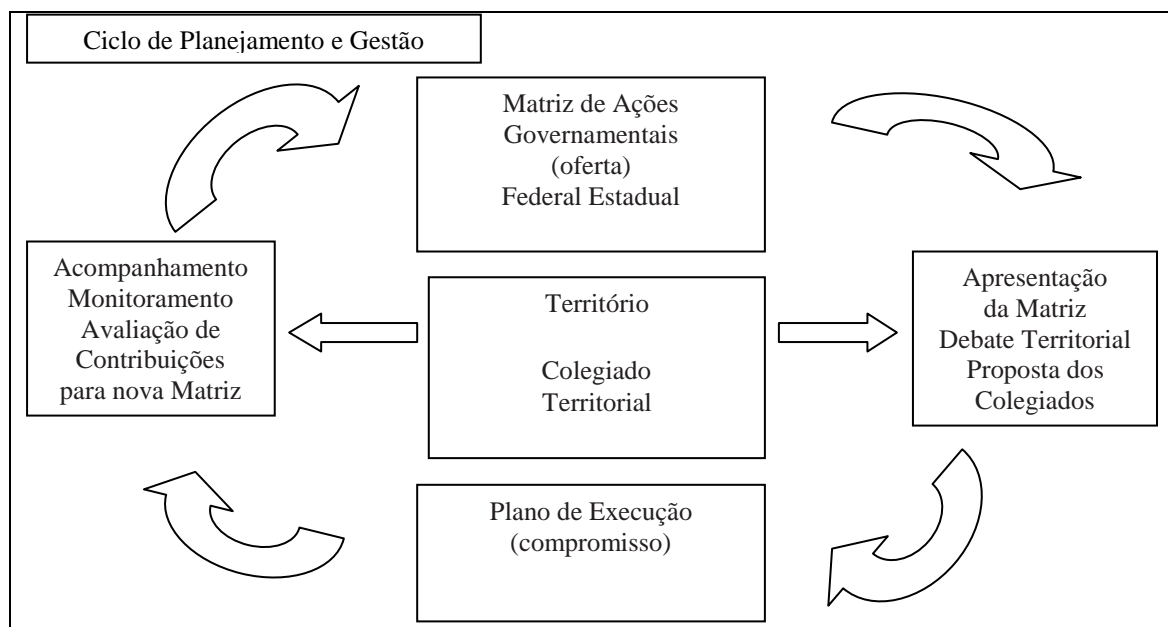 Ciclo de Planejamento e Gestão
Matriz de Ações
Governamentais
(oferta)
Federal Estadual
Acompanhamento
Monitoramento
Avaliação de
Contribuições
para nova Matriz
Território
Colegiado
Territorial
Apresentação
da Matriz
Debate Territorial
Proposta dos
Colegiados
Plano de Execução
(compromisso)